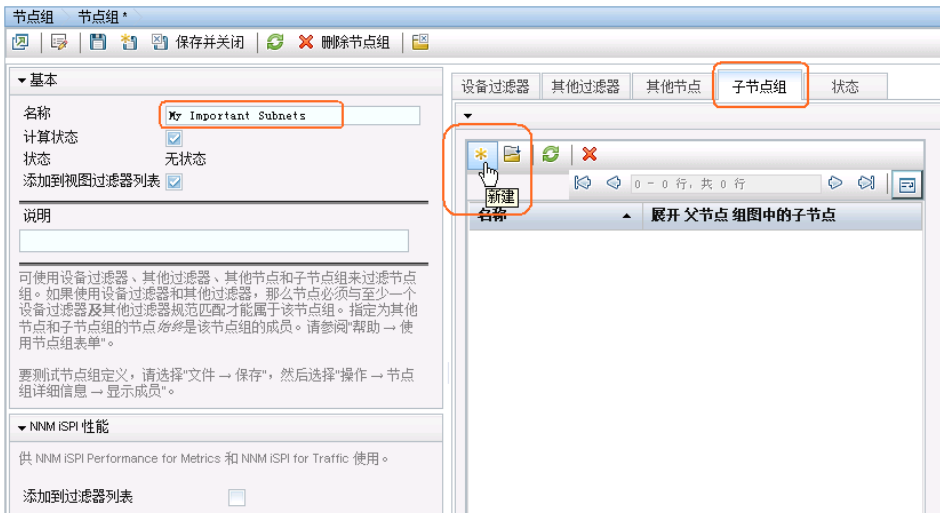 节点组 节点组 *
保存并关闭 删除节点组
基本
名称 My Important Subnets
计算状态
状态 无状态
添加到视图过滤器列表
说明
可使用设备过滤器、其他过滤器、其他节点和子节点组来过滤节点
组。如果使用设备过滤器和其他过滤器，那么节点必须与至少一个
设备过滤器及其他过滤器规范匹配才能属于该节点组。指定为其他
节点和子节点组的节点始终是该节点组的成员。请参阅"帮助 → 使
用节点组表单"。
要测试节点组定义，请选择"文件 → 保存"，然后选择"操作 → 节点
组详细信息 → 显示成员"。
NNM iSPI 性能
供 NNM iSPI Performance for Metrics 和 NNM iSPI for Traffic 使用。
添加到过滤器列表
设备过滤器 其他过滤器 其他节点 子节点组 状态
0 - 0 行，共 0 行
新建
名称 展开 父节点 组图中的子节点